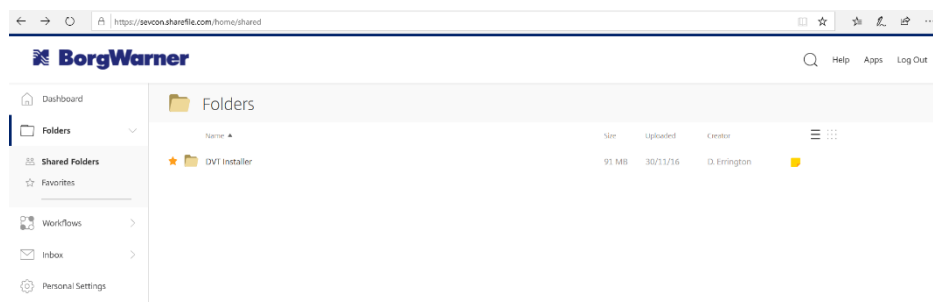 https://sevcon.sharefile.com/home/shared
BorgWarner
Help Apps Log Out
Dashboard
Folders
Folders
Name Size Uploaded Creator
Shared Folders
DVT Installer 91 MB 30/11/16 D. Errington
Favorites
Workflows
Inbox
Personal Settings